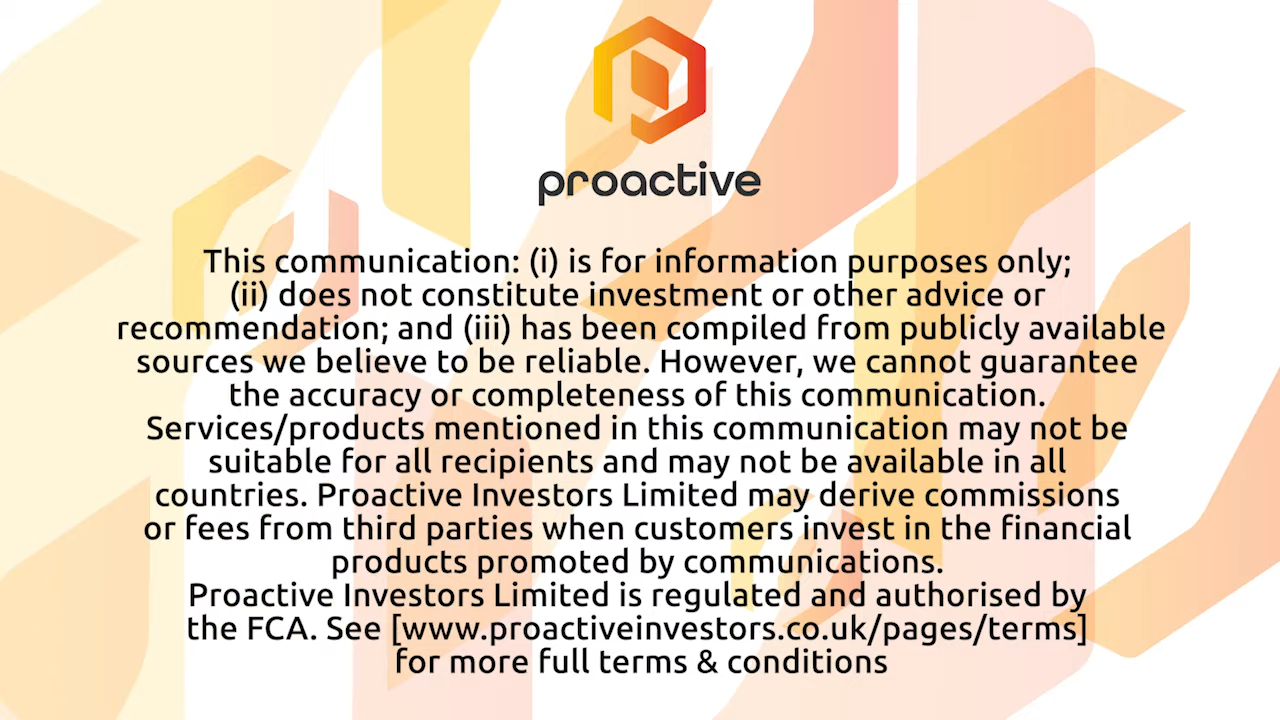 proactive
This communication: (i) is for information purposes only;
(ii) does not constitute investment or other advice or
recommendation; and (iii) has been compiled from publicly available
sources we believe to be reliable. However, we cannot guarantee
the accuracy or completeness of this communication.
Services/products mentioned in this communication may not be
suitable for all recipients and may not be available in all
countries. Proactive Investors Limited may derive commissions
or fees from third parties when customers invest in the financial
products promoted by communications.
Proactive Investors Limited is regulated and authorised by
the FCA. See [www.proactiveinvestors.co.uk/pages/terms]
for more full terms & conditions